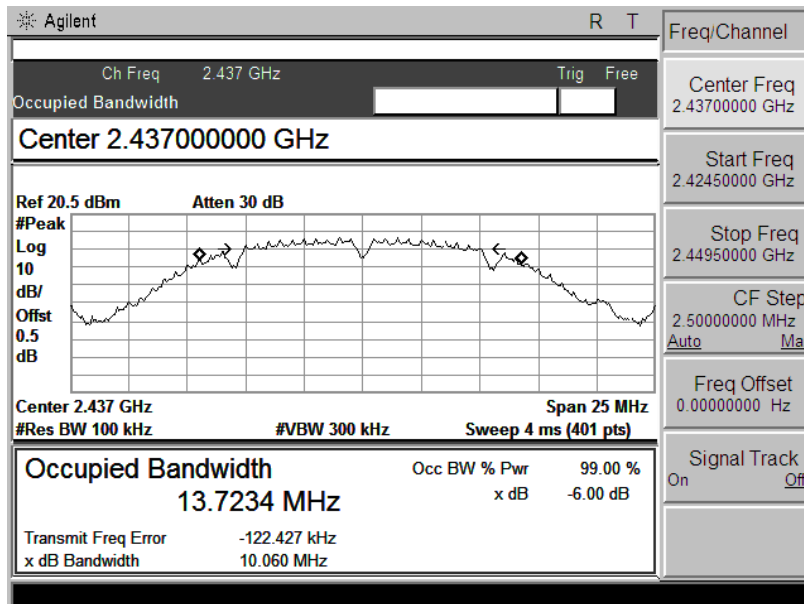 Agilent R T
Ch Freq 2.437 GHz Trig Free
Occupied Bandwidth
Center 2.437000000 GHz
Ref 20.5 dBm Atten 30 dB
#Peak
Log
10
dB/
Offst
0.5
dB
Center 2.437 GHz Span 25 MHz
#Res BW 100 kHz #VBW 300 kHz Sweep 4 ms (401 pts)
Occupied Bandwidth
13.7234 MHz
Occ BW % Pwr 99.00 %
x dB -6.00 dB
Transmit Freq Error -122.427 kHz
x dB Bandwidth 10.060 MHz
Freq/Channel
Center Freq
2.43700000 GHz
Start Freq
2.42450000 GHz
Stop Freq
2.44950000 GHz
CF Step
2.50000000 MHz
Auto Ma
Freq Offset
0.00000000 Hz
Signal Track
On Off